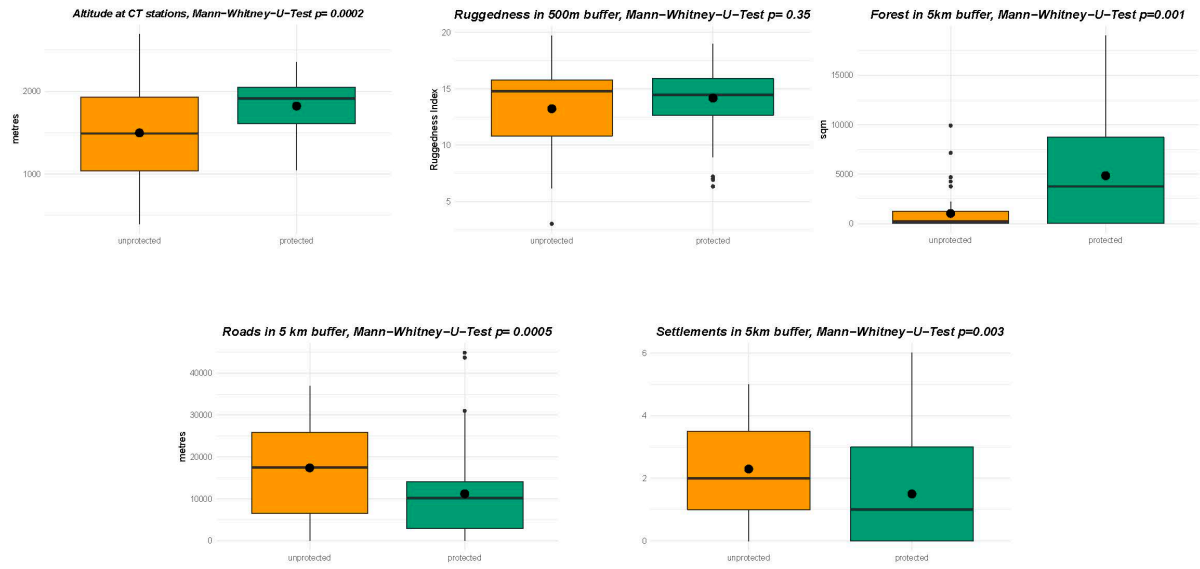 Altitude at CT stations, Mann−Whitney−U−Test p= 0.0002
metres
2000
1000
unprotected
protected
Ruggedness in 500m buffer, Mann−Whitney−U−Test p= 0.35
Ruggedness Index
20
15
10
5
unprotected
protected
Forest in 5km buffer, Mann−Whitney−U−Test p=0.001
sqm
15000
10000
5000
0
unprotected
protected
Roads in 5 km buffer, Mann−Whitney−U−Test p= 0.0005
metres
40000
30000
20000
10000
0
unprotected
protected
Settlements in 5km buffer, Mann−Whitney−U−Test p=0.003
6
4
2
0
unprotected
protected